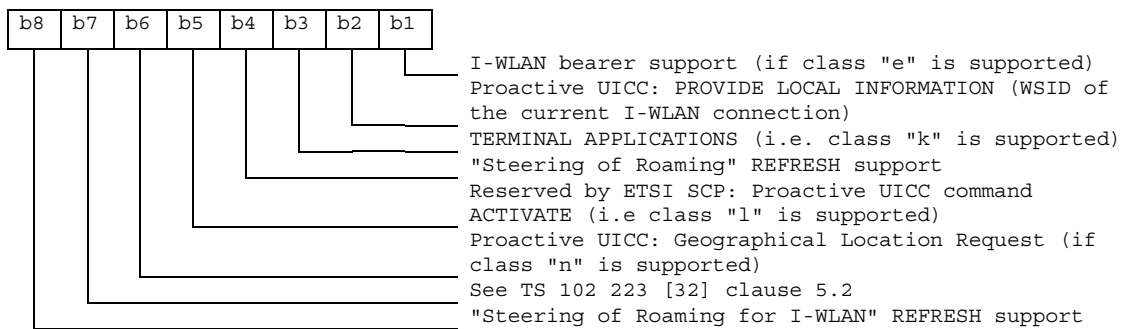 b8 b7 b6 b5 b4 b3 b2 b1
I-WLAN bearer support (if class "e" is supported)
Proactive UICC: PROVIDE LOCAL INFORMATION (WSID of
the current I-WLAN connection)
TERMINAL APPLICATIONS (i.e. class "k" is supported)
"Steering of Roaming" REFRESH support
Reserved by ETSI SCP: Proactive UICC command
ACTIVATE (i.e class "l" is supported)
Proactive UICC: Geographical Location Request (if
class "n" is supported)
See TS 102 223 [32] clause 5.2
"Steering of Roaming for I-WLAN" REFRESH support